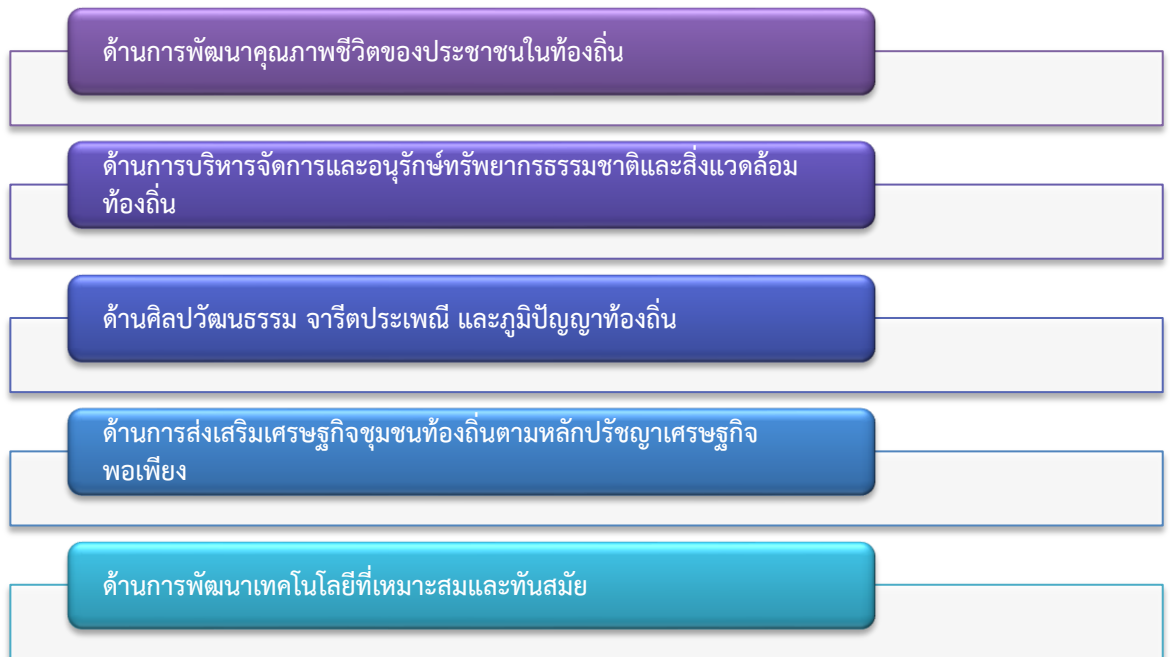 ด้านการพัฒนาคุณภาพชีวิตของประชาชนในท้องถิ่น
ด้านการบริหารจัดการและอนุรักษ์ทรัพยากรธรรมชาติและสิ่งแวดล้อม
ท้องถิ่น
ด้านศิลปวัฒนธรรม จารีตประเพณี และภูมิปัญญาท้องถิ่น
ด้านการส่งเสริมเศรษฐกิจชุมชนท้องถิ่นตามหลักปรัชญาเศรษฐกิจ
พอเพียง
ด้านการพัฒนาเทคโนโลยีที่เหมาะสมและทันสมัย